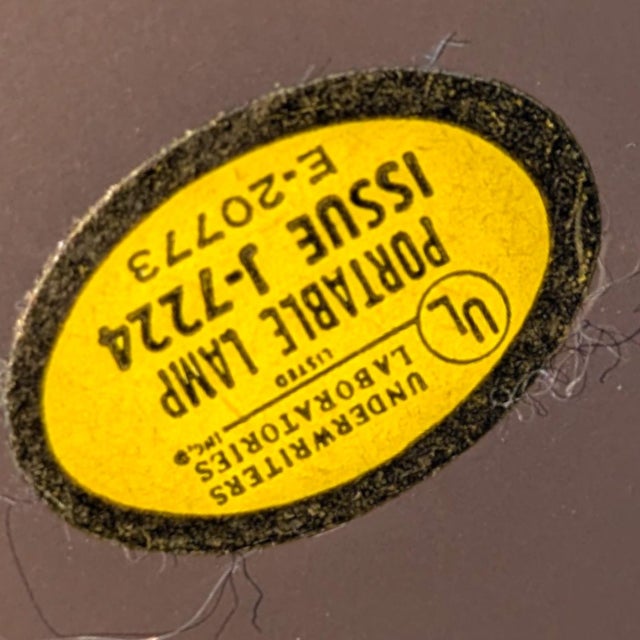 UNDERWRITERS
LABORATORIES INC.®
UL LISTED
PORTABLE LAMP
ISSUE J-7224
E-20773